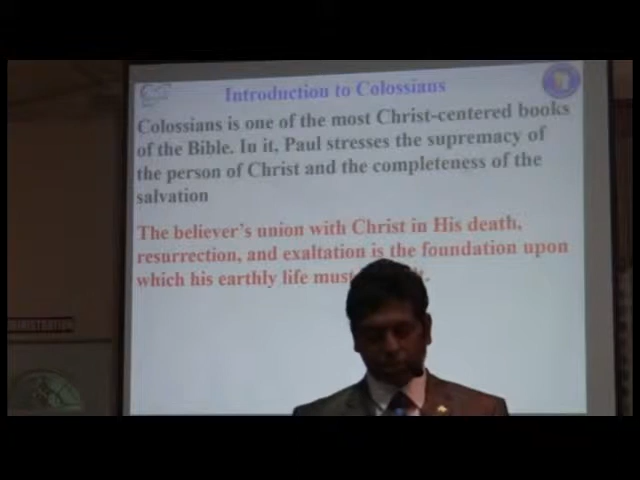 Introduction to Colossians
Colossians is one of the most Christ-centered books
of the Bible. In it, Paul stresses the supremacy of
the person of Christ and the completeness of the
salvation
The believer's union with Christ in His death,
resurrection, and exaltation is the foundation upon
which his earthly life must